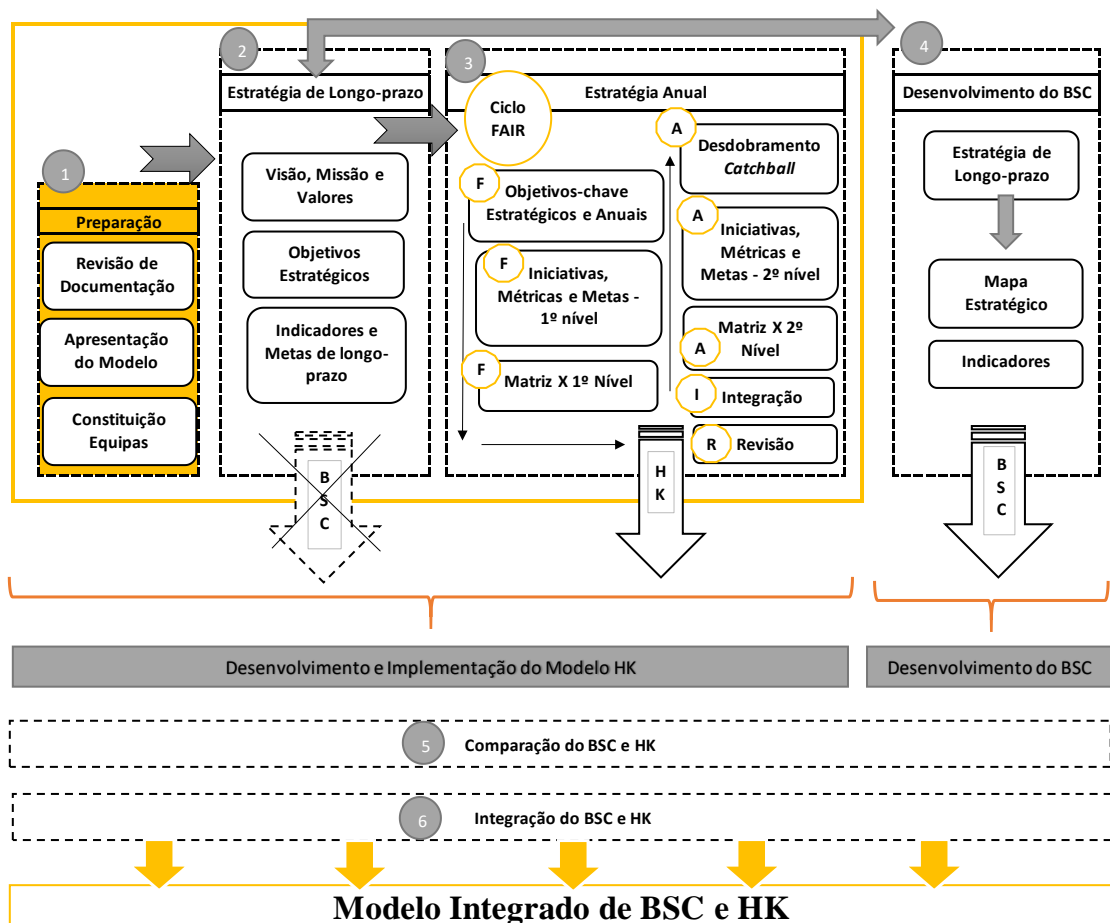 1
Preparação
Revisão de
Documentação
Apresentação
do Modelo
Constituição
Equipas
2
Estratégia de Longo-prazo
Visão, Missão e
Valores
Objetivos
Estratégicos
Indicadores e
Metas de longo-
prazo
B
S
C
3
Estratégia Anual
Ciclo
FAIR
F
Objetivos-chave
Estratégicos e Anuais
F
Iniciativas,
Métricas e Metas -
1º nível
F
Matriz X 1º Nível
A
Desdobramento
Catchball
A
Iniciativas,
Métricas e
Metas - 2º nível
A
Matriz X 2º
Nível
I
Integração
R
Revisão
H
K
4
Desenvolvimento do BSC
Estratégia de
Longo-prazo
Mapa
Estratégico
Indicadores
B
S
C
Desenvolvimento e Implementação do Modelo HK
Desenvolvimento do BSC
5
Comparação do BSC e HK
6
Integração do BSC e HK
Modelo Integrado de BSC e HK